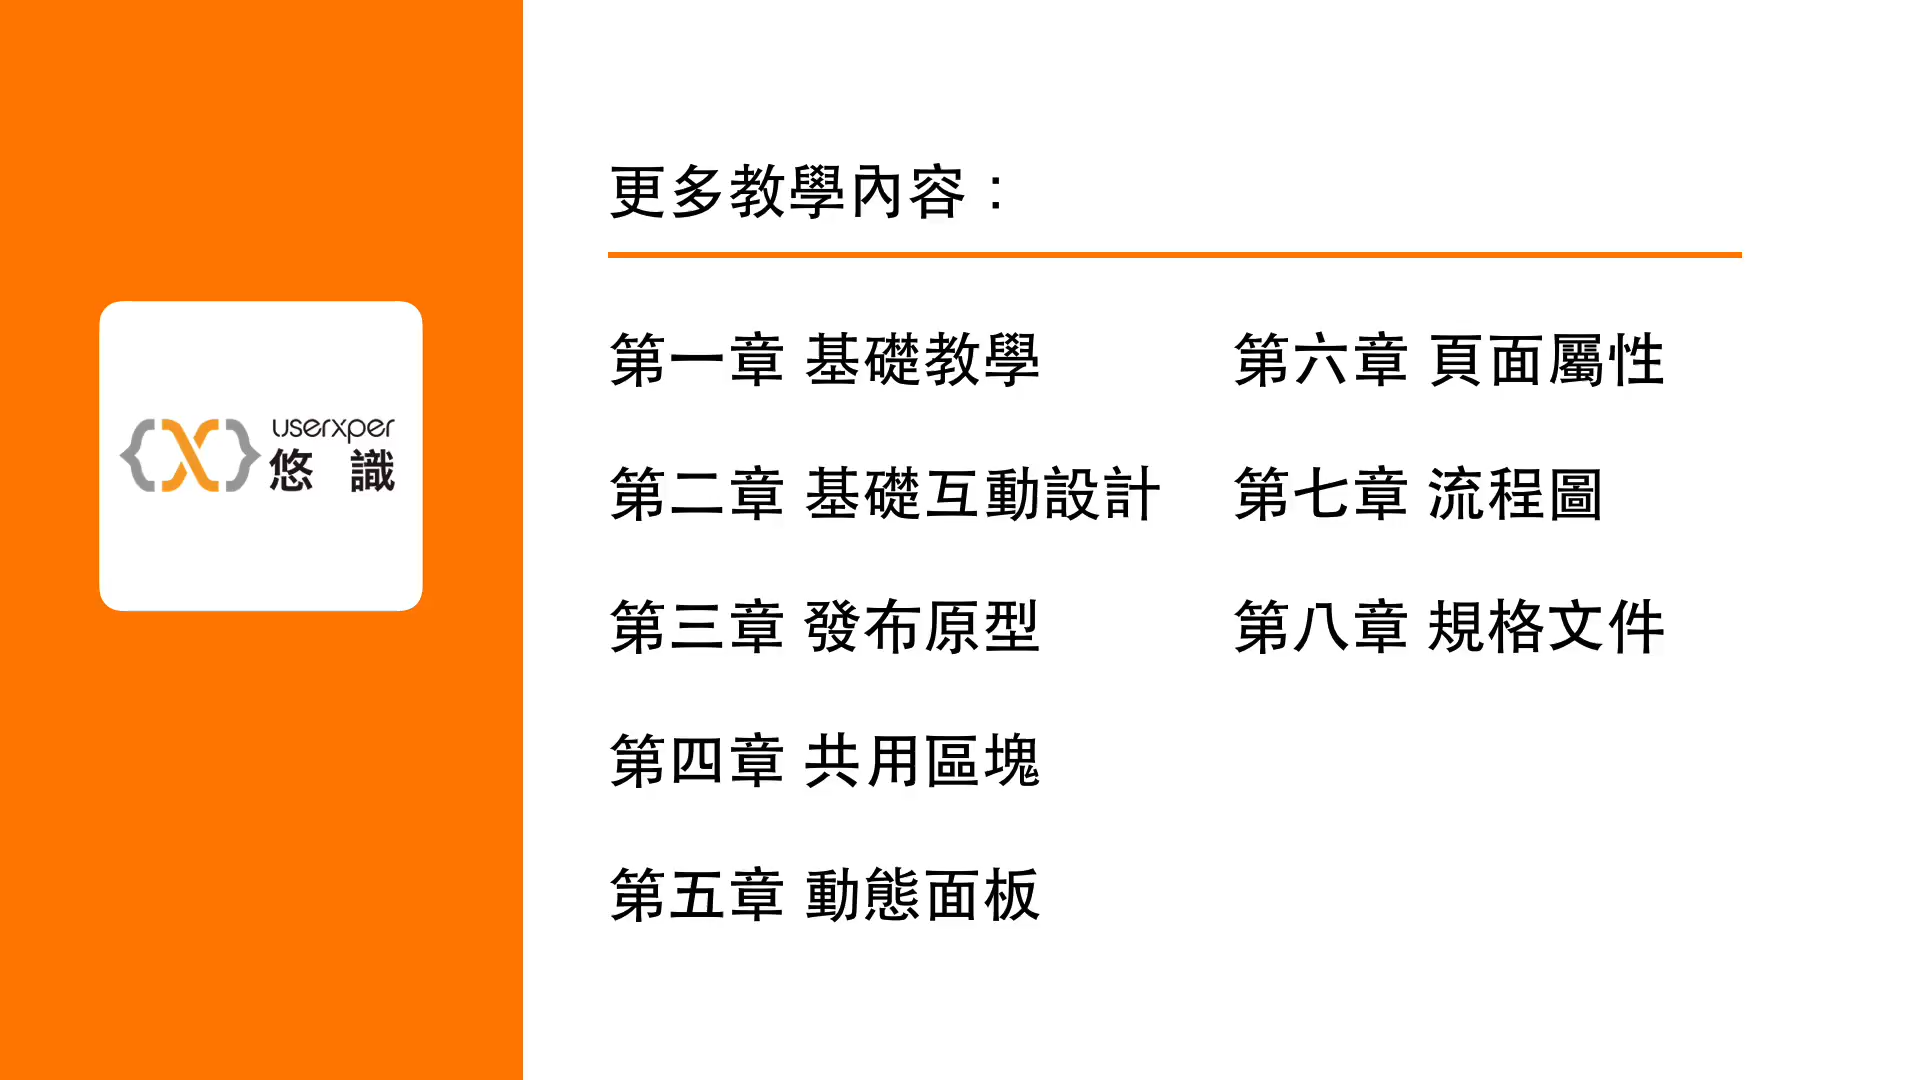 userxper
悠 識
更多教學內容：
第一章 基礎教學
第二章 基礎互動設計
第三章 發布原型
第四章 共用區塊
第五章 動態面板
第六章 頁面屬性
第七章 流程圖
第八章 規格文件